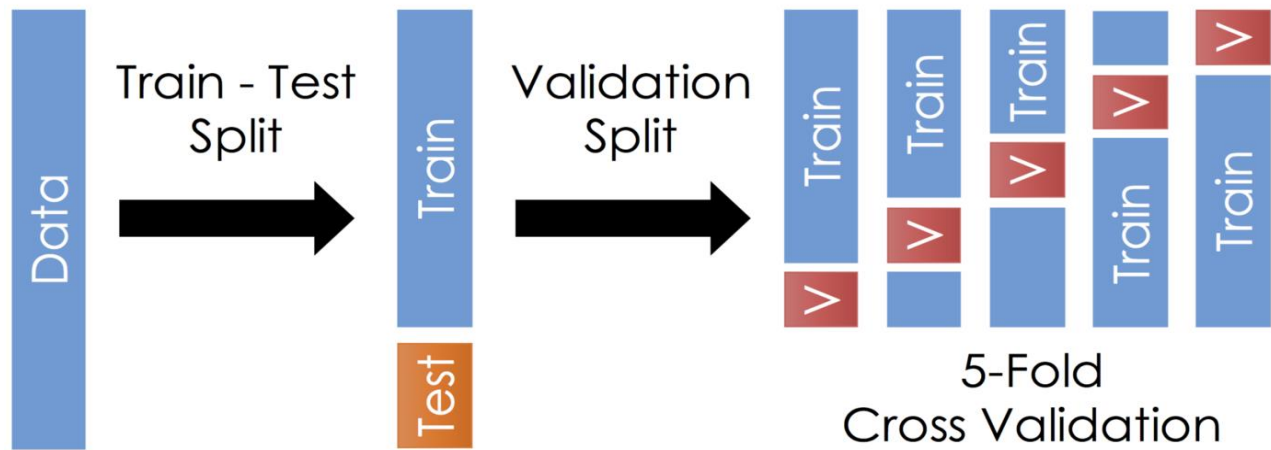 Data
Train - Test
Split
Train
Test
Validation
Split
Train
V
Train
V
Train
V
V
Train
V
Train
5-Fold
Cross Validation